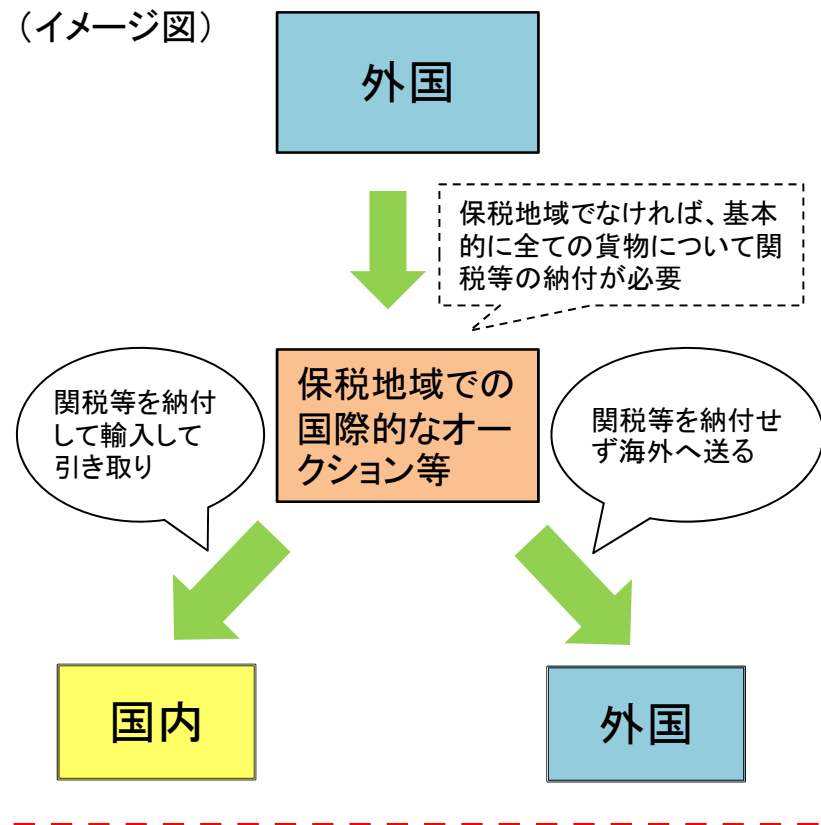 （イメージ図）
外国
保税地域でなければ、基本
的に全ての貨物について関
税等の納付が必要
保税地域での
国際的なオー
クション等
関税等を納付
して輸入して
引き取り
関税等を納付せ
ず海外へ送る
国内
外国